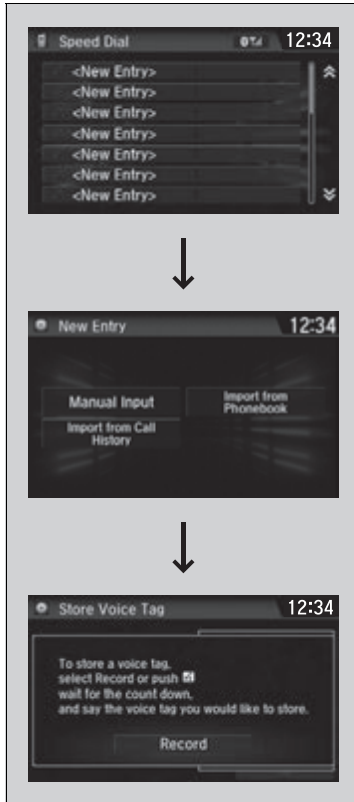 Speed Dial 12:34
<New Entry>
<New Entry>
<New Entry>
<New Entry>
<New Entry>
<New Entry>
<New Entry>
New Entry 12:34
Manual Input
Import from
Phonebook
Import from Call
History
Store Voice Tag 12:34
To store a voice tag,
select Record or push
wait for the count down,
and say the voice tag you would like to store.
Record